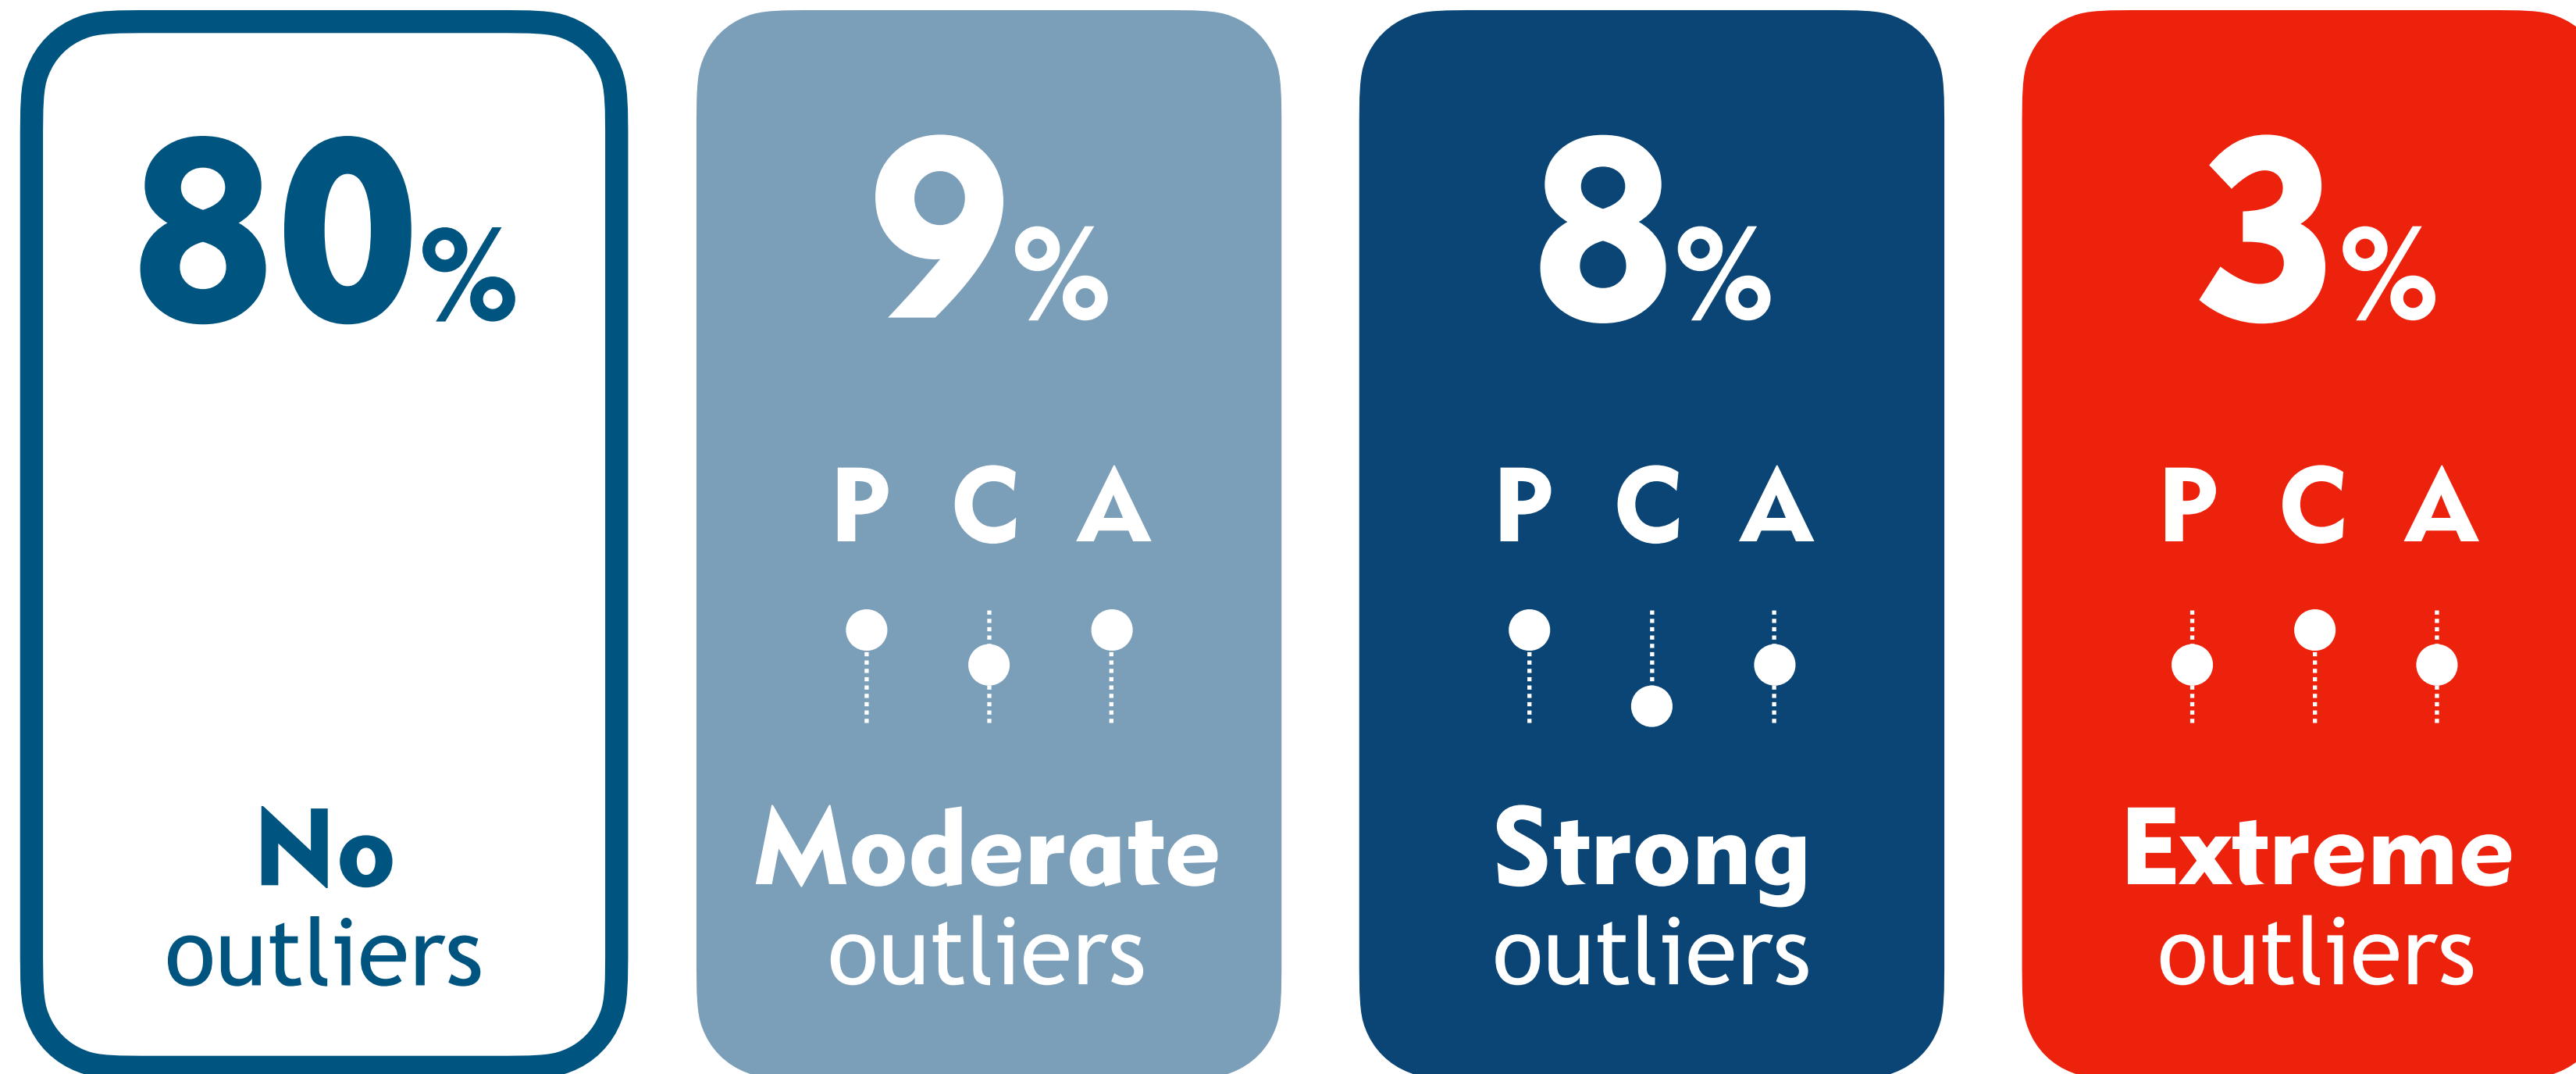 80%
No
outliers
9%
P C A
Moderate
outliers
8%
P C A
Strong
outliers
3%
P C A
Extreme
outliers